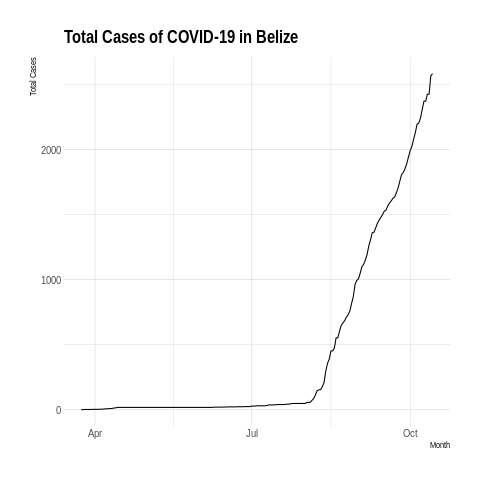 Total Cases of COVID-19 in Belize
Total Cases
2000
1000
0
Apr Jul Oct
Month